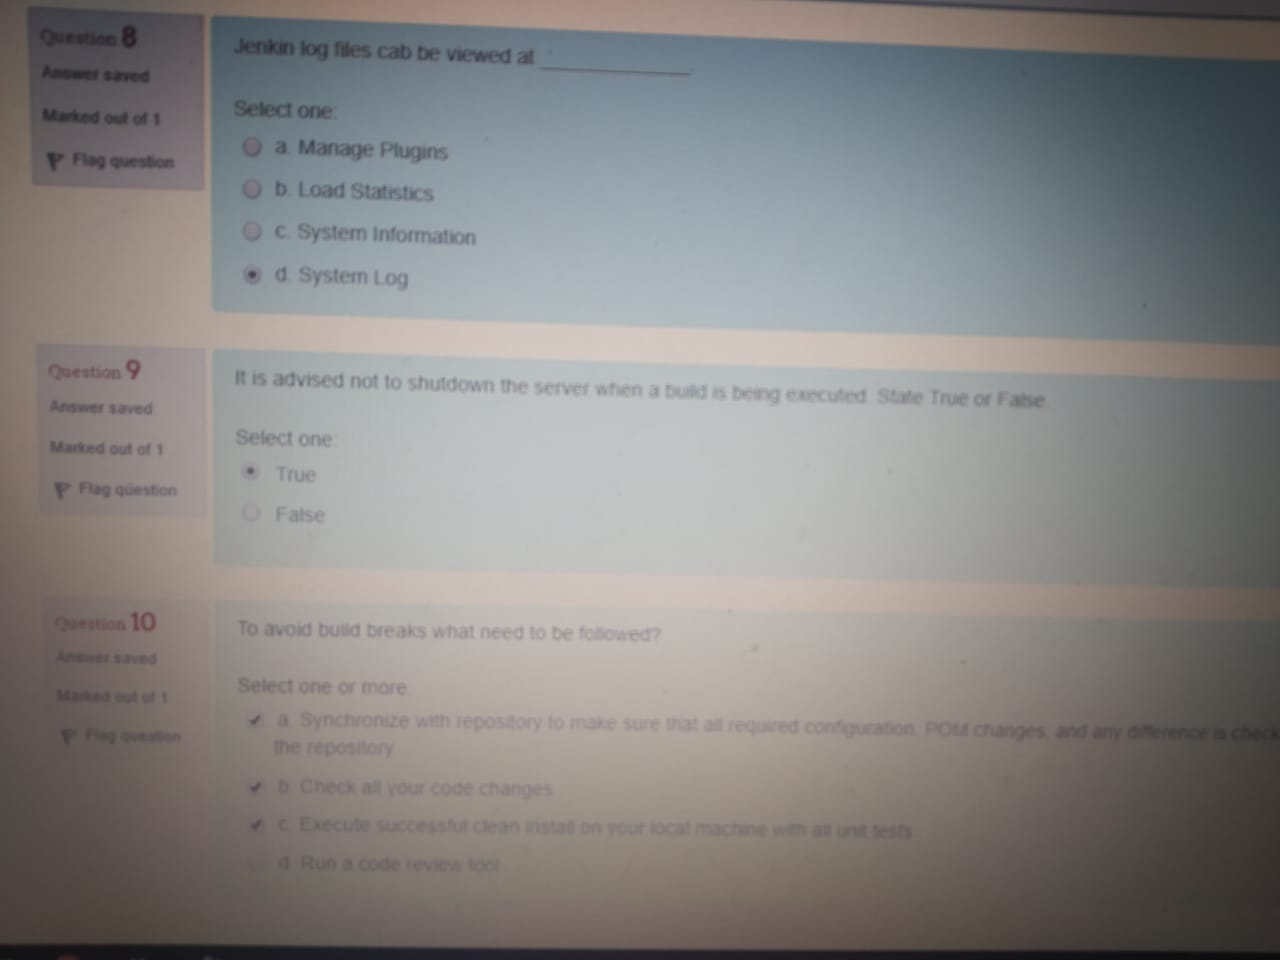 Question 8
Answer saved
Marked out of 1
Flag question
Jenkin log files cab be viewed at ____________.
Select one:
a. Manage Plugins
b. Load Statistics
c. System Information
d. System Log
Question 9
Answer saved
Marked out of 1
Flag question
It is advised not to shutdown the server when a build is being executed. State True or False.
Select one:
True
False
Question 10
Answer saved
Marked out of 1
Flag question
To avoid build breaks what need to be followed?
Select one or more:
a. Synchronize with repository to make sure that all required configuration, POM changes, and any difference is
the repository
b. Check all your code changes
c. Execute successful clean install on your local machine with all unit tests
d. Run a code review tool